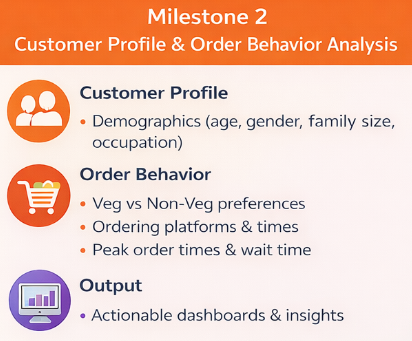 Milestone 2
Customer Profile & Order Behavior Analysis
Customer Profile
• Demographics (age, gender, family size,
occupation)
Order Behavior
• Veg vs Non-Veg preferences
• Ordering platforms & times
• Peak order times & wait time
Output
• Actionable dashboards & insights